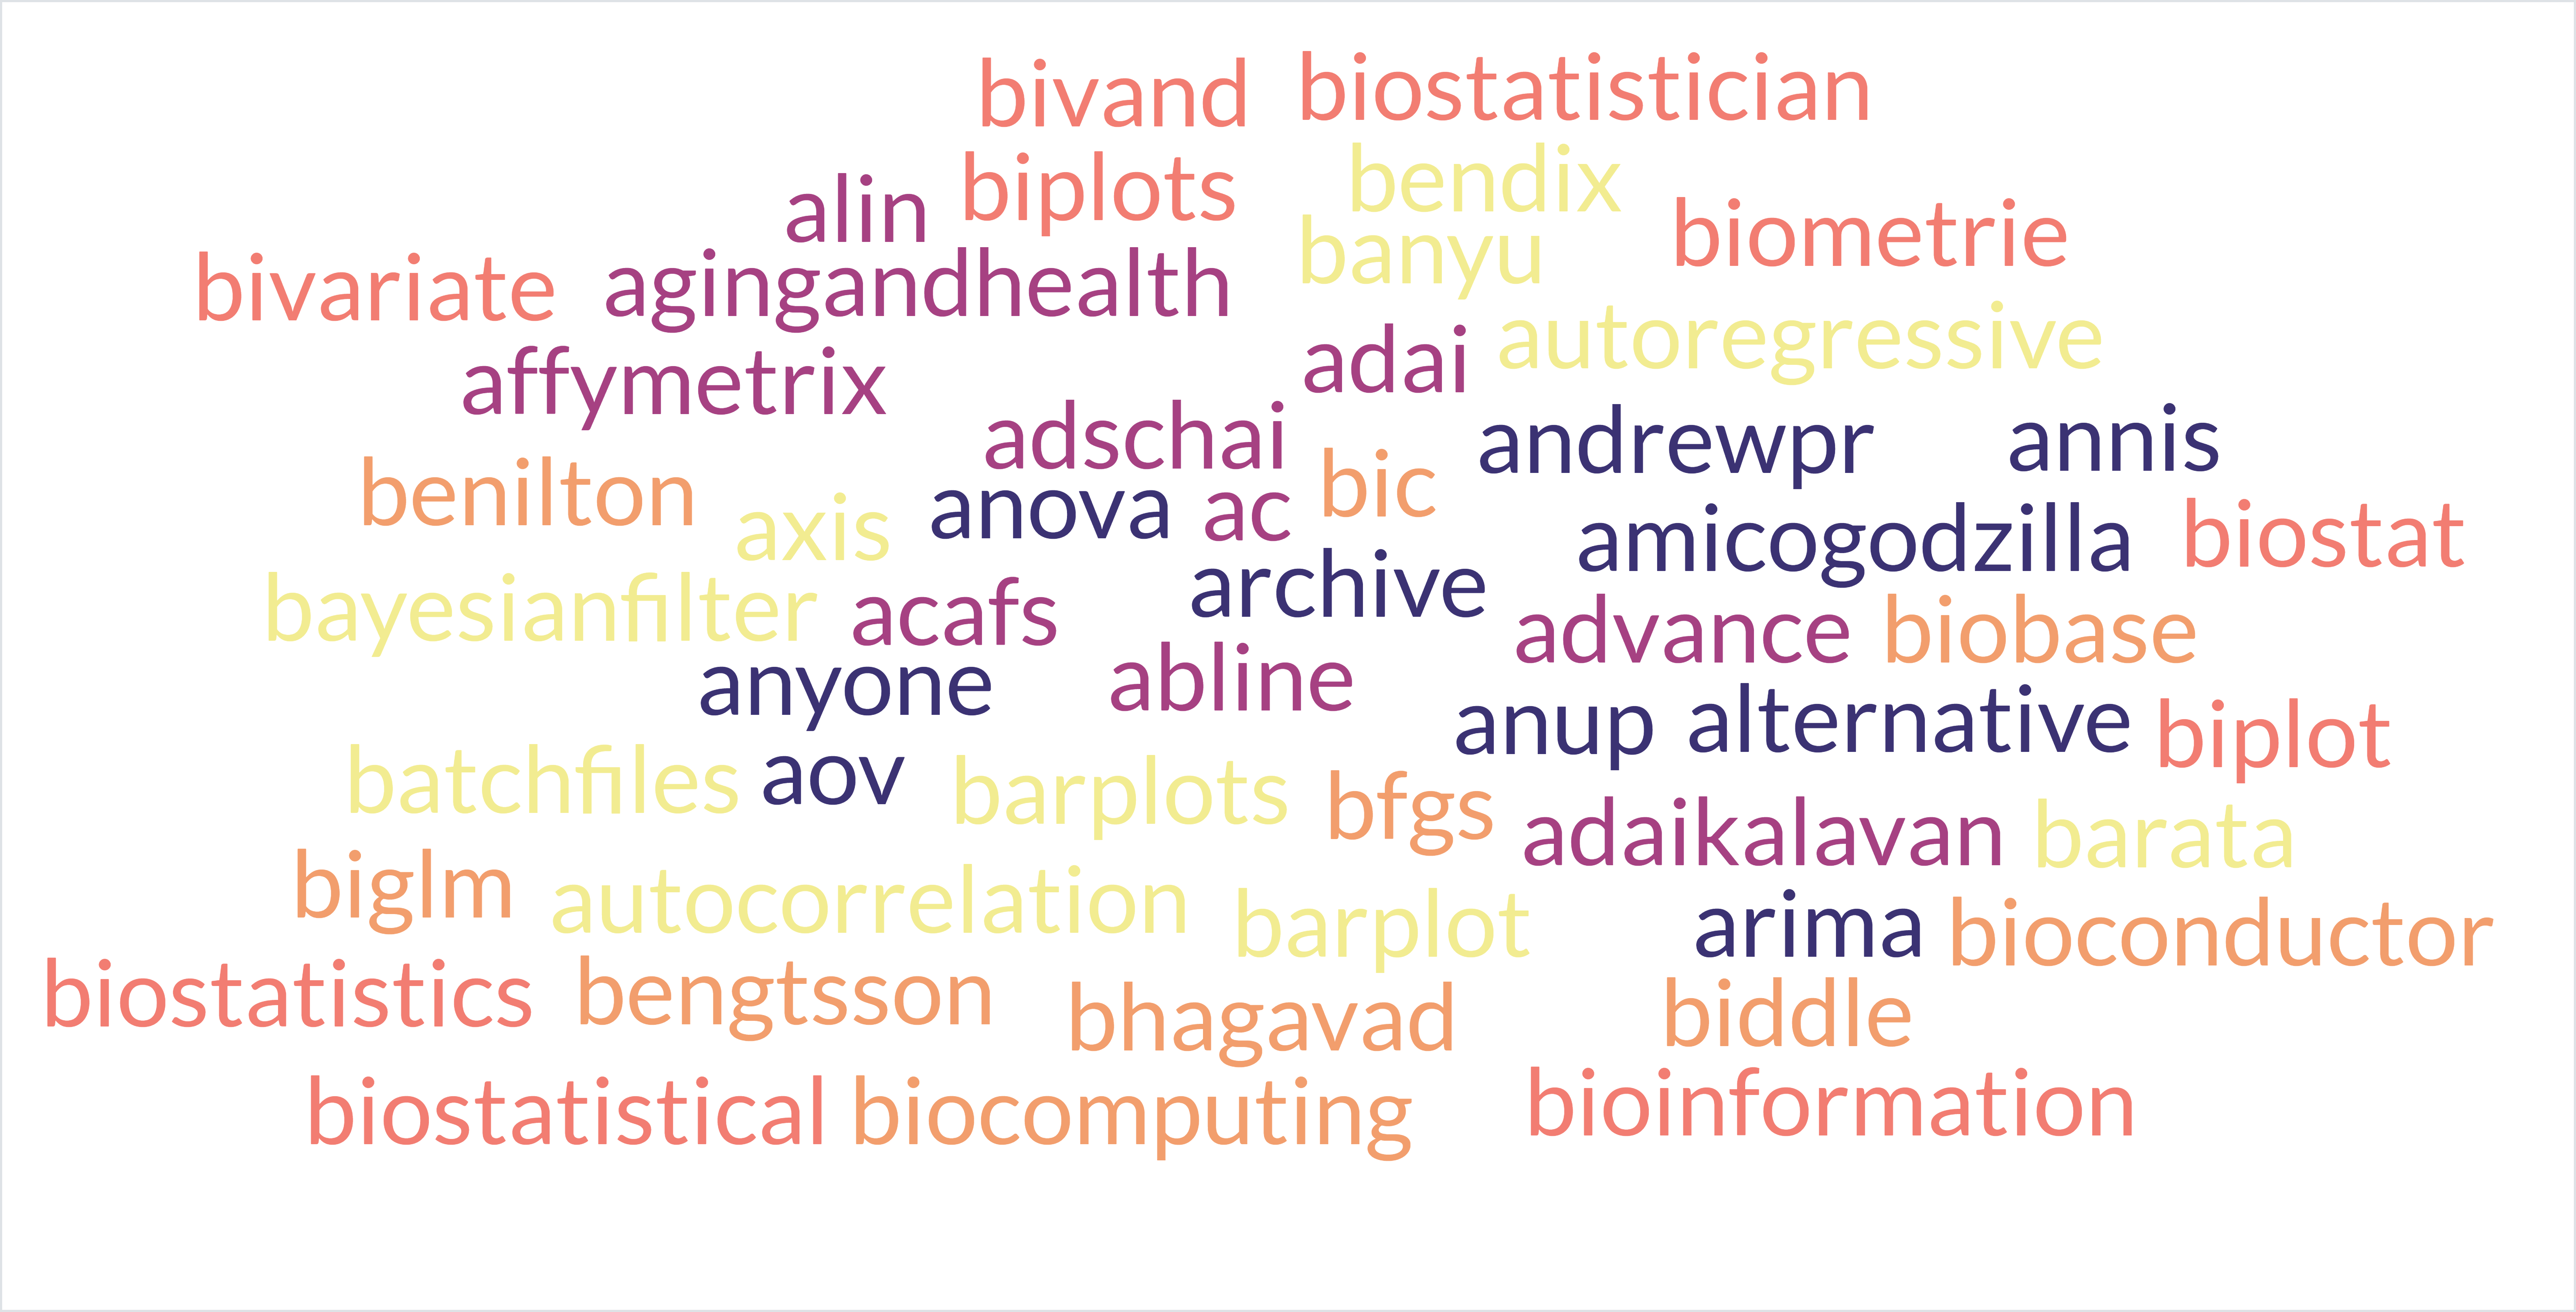 bivand biostatistician
alin biplots bendix
banyu biometrie
bivariate agingandhealth
adai autoregressive
affymetrix
adschai andrewpr annis
benilton axis anova ac bic amicogodzilla biostat
bayesianfilter acafs archive advance biobase
anyone abline anup alternative biplot
batchfiles aov barplots bfgs adaikalavan barata
biglm autocorrelation barplot arima bioconductor
biostatistics bengtsson bhagavad biddle
biostatistical biocomputing bioinformation